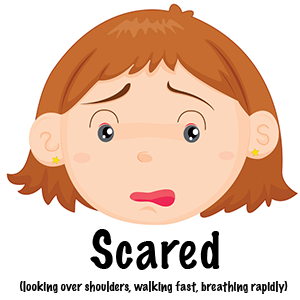 Scared
(looking over shoulders, walking fast, breathing rapidly)